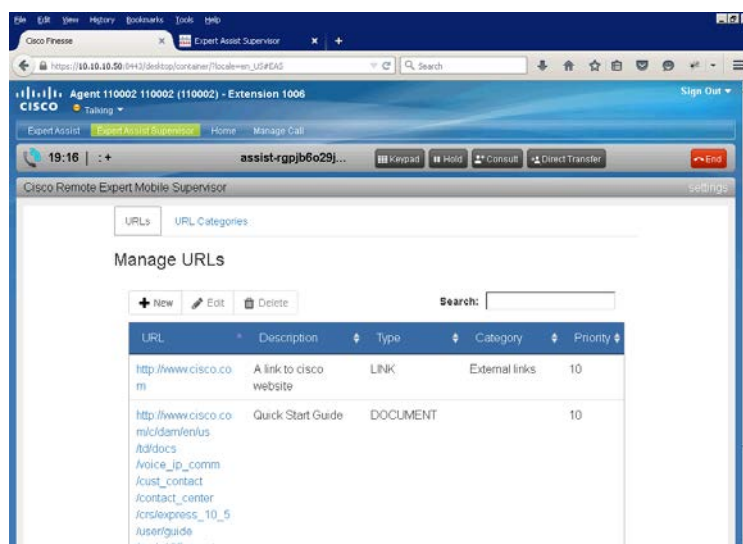 File Edit View History Bookmarks Tools Help
Cisco Finesse × Expert Assist Supervisor × +
https://10.10.10.50:8443/desktop/container/?locale=en_US#EAS Search
CISCO Agent 110002 110002 (110002) - Extension 1006 Sign Out
Talking
Expert Assist Expert Assist Supervisor Home Manage Call
19:16 | : + assist-rgpjb6o29j... Keypad Hold Consult Direct Transfer End
Cisco Remote Expert Mobile Supervisor settings
URLs URL Categories
Manage URLs
New Edit Delete Search:
URL Description Type Category Priority
http://www.cisco.co A link to cisco LINK External links 10
m website
http://www.cisco.co Quick Start Guide DOCUMENT 10
m/c/dam/en/us
/td/docs
/voice_ip_comm
/cust_contact
/contact_center
/crs/express_10_5
/user/guide